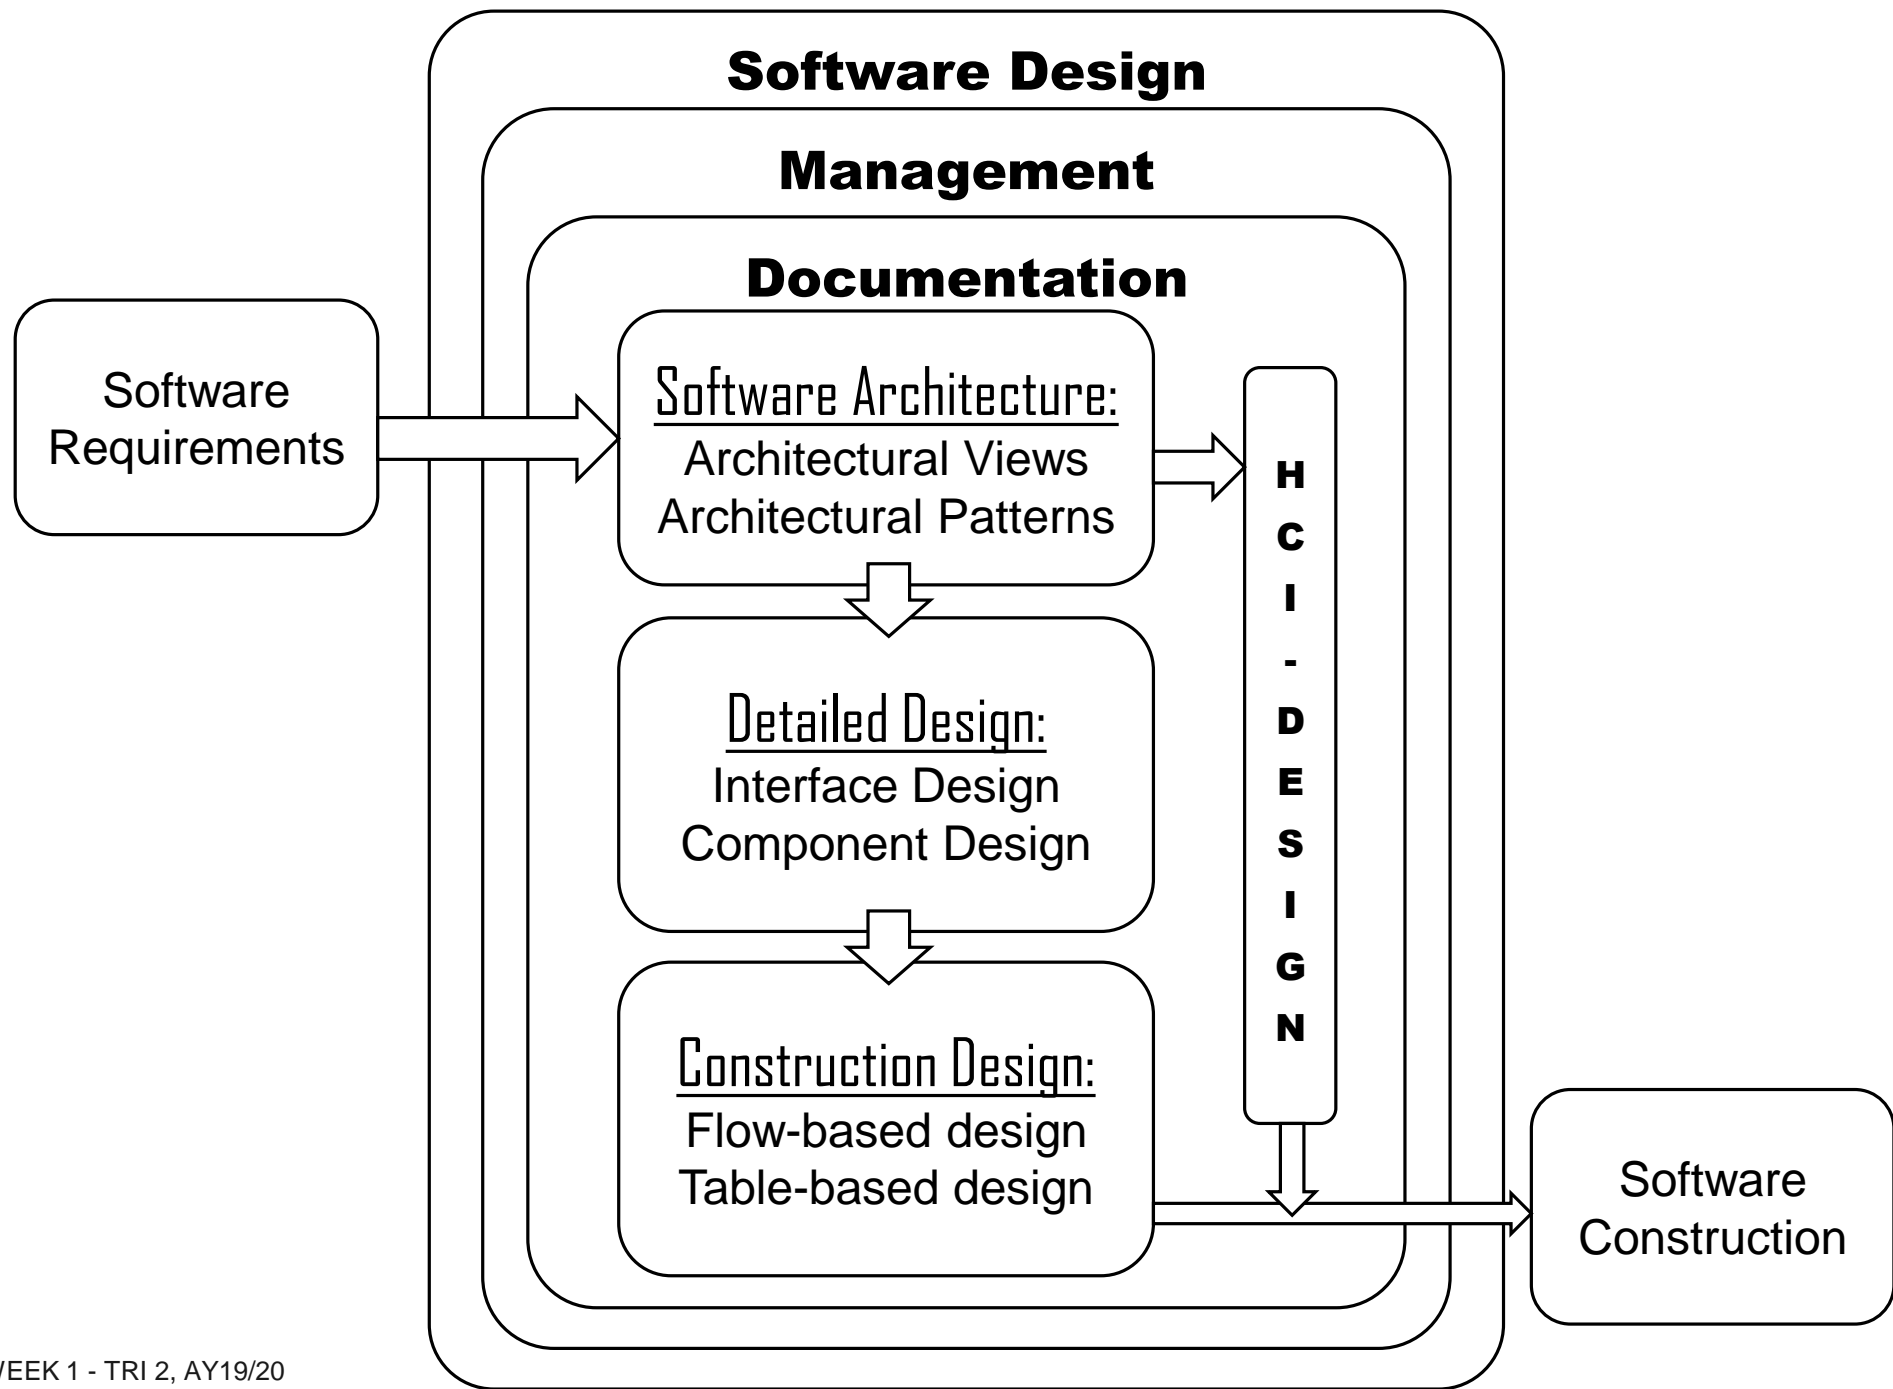 Software Design
Management
Documentation
Software
Requirements
Software Architecture:
Architectural Views
Architectural Patterns
Detailed Design:
Interface Design
Component Design
Construction Design:
Flow-based design
Table-based design
H
C
I
-
D
E
S
I
G
N
Software
Construction
1 - TRI 2, AY19/20